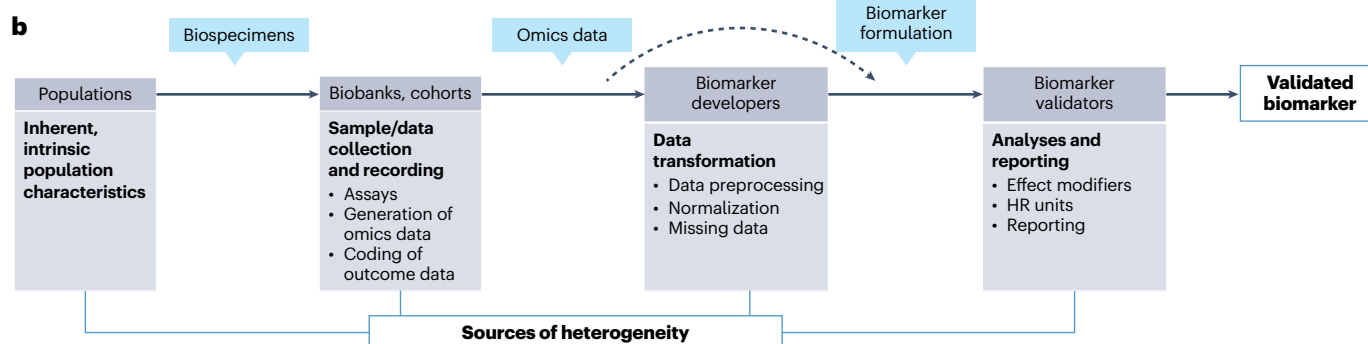 b
Biospecimens
Omics data
Biomarker
formulation
Populations
Inherent,
intrinsic
population
characteristics
Biobanks, cohorts
Sample/data
collection
and recording
• Assays
• Generation of
omics data
• Coding of
outcome data
Biomarker
developers
Data
transformation
• Data preprocessing
• Normalization
• Missing data
Biomarker
validators
Analyses and
reporting
• Effect modifiers
• HR units
• Reporting
Validated
biomarker
Sources of heterogeneity